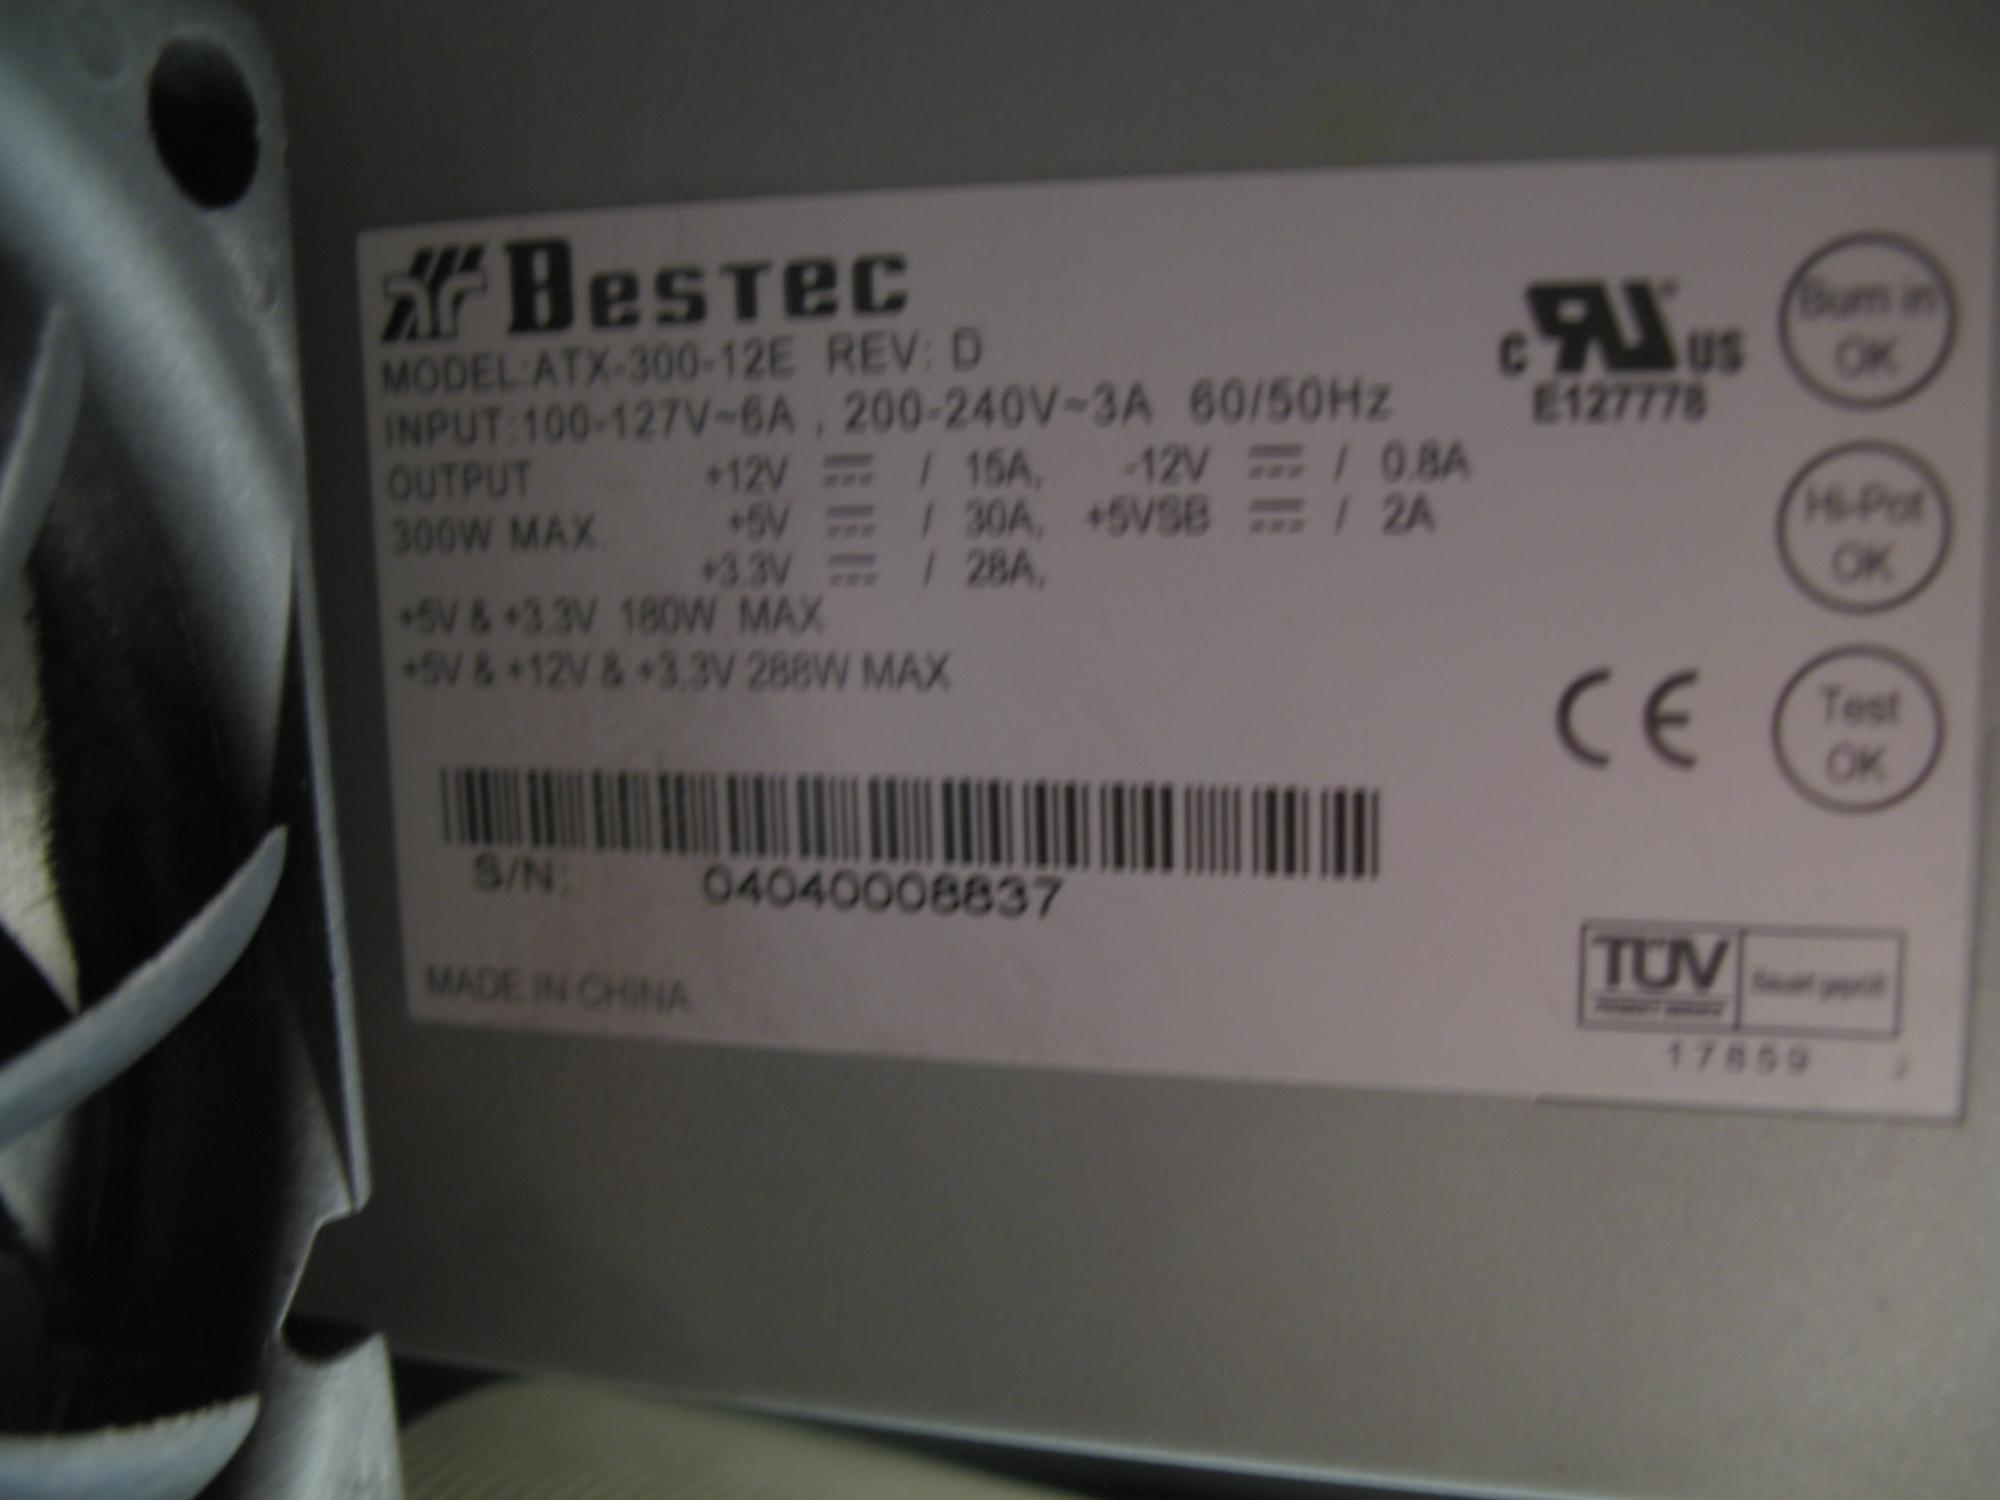 BESTEC
MODEL:ATX-300-12E REV: D
INPUT:100-127V~6A , 200-240V~3A 60/50Hz
OUTPUT +12V / 15A, -12V / 0.8A
300W MAX. +5V / 30A, +5VSB / 2A
+3.3V / 28A,
+5V & +3.3V 180W MAX
+5V & +12V & +3.3V 288W MAX
S/N: 04040008837
MADE IN CHINA
C RU US
E127778
Burn in
OK
Hi-Pot
OK
CE
Test
OK
TÜV
Bauart geprüft
17859